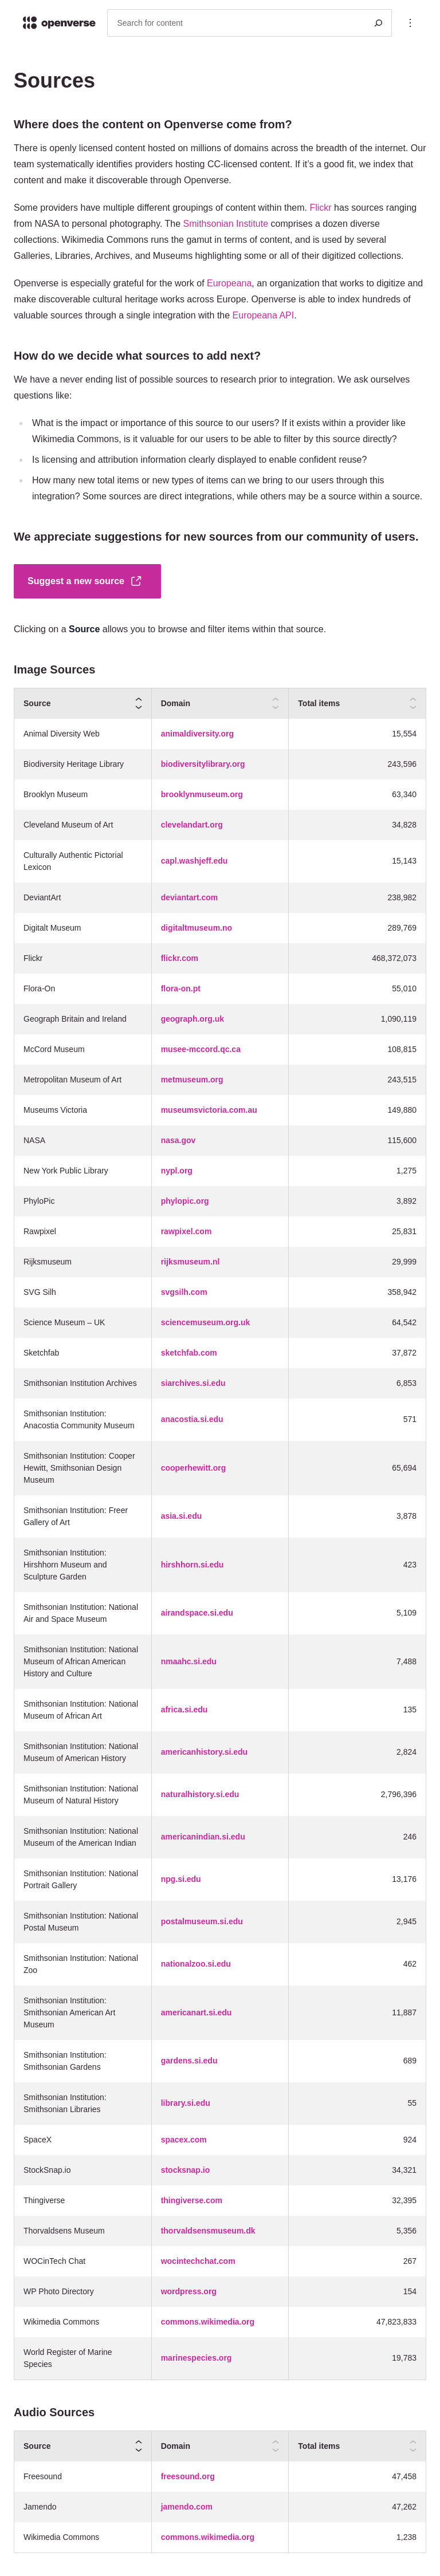 openverse
Search for content
Sources
Where does the content on Openverse come from?
There is openly licensed content hosted on millions of domains across the breadth of the internet. Our
team systematically identifies providers hosting CC-licensed content. If it's a good fit, we index that
content and make it discoverable through Openverse.
Some providers have multiple different groupings of content within them. Flickr has sources ranging
from NASA to personal photography. The Smithsonian Institute comprises a dozen diverse
collections. Wikimedia Commons runs the gamut in terms of content, and is used by several
Galleries, Libraries, Archives, and Museums highlighting some or all of their digitized collections.
Openverse is especially grateful for the work of Europeana, an organization that works to digitize and
make discoverable cultural heritage works across Europe. Openverse is able to index hundreds of
valuable sources through a single integration with the Europeana API.
How do we decide what sources to add next?
We have a never ending list of possible sources to research prior to integration. We ask ourselves
questions like:
What is the impact or importance of this source to our users? If it exists within a provider like
Wikimedia Commons, is it valuable for our users to be able to filter by this source directly?
Is licensing and attribution information clearly displayed to enable confident reuse?
How many new total items or new types of items can we bring to our users through this
integration? Some sources are direct integrations, while others may be a source within a source.
We appreciate suggestions for new sources from our community of users.
Suggest a new source
Clicking on a Source allows you to browse and filter items within that source.
Image Sources
Source Domain Total items
Animal Diversity Web animaldiversity.org 15,554
Biodiversity Heritage Library biodiversitylibrary.org 243,596
Brooklyn Museum brooklynmuseum.org 63,340
Cleveland Museum of Art clevelandart.org 34,828
Culturally Authentic Pictorial
Lexicon capl.washjeff.edu 15,143
DeviantArt deviantart.com 238,982
Digitalt Museum digitaltmuseum.no 289,769
Flickr flickr.com 468,372,073
Flora-On flora-on.pt 55,010
Geograph Britain and Ireland geograph.org.uk 1,090,119
McCord Museum musee-mccord.qc.ca 108,815
Metropolitan Museum of Art metmuseum.org 243,515
Museums Victoria museumsvictoria.com.au 149,880
NASA nasa.gov 115,600
New York Public Library nypl.org 1,275
PhyloPic phylopic.org 3,892
Rawpixel rawpixel.com 25,831
Rijksmuseum rijksmuseum.nl 29,999
SVG Silh svgsilh.com 358,942
Science Museum – UK sciencemuseum.org.uk 64,542
Sketchfab sketchfab.com 37,872
Smithsonian Institution Archives siarchives.si.edu 6,853
Smithsonian Institution:
Anacostia Community Museum anacostia.si.edu 571
Smithsonian Institution: Cooper
Hewitt, Smithsonian Design
Museum cooperhewitt.org 65,694
Smithsonian Institution: Freer
Gallery of Art asia.si.edu 3,878
Smithsonian Institution:
Hirshhorn Museum and
Sculpture Garden hirshhorn.si.edu 423
Smithsonian Institution: National
Air and Space Museum airandspace.si.edu 5,109
Smithsonian Institution: National
Museum of African American
History and Culture nmaahc.si.edu 7,488
Smithsonian Institution: National
Museum of African Art africa.si.edu 135
Smithsonian Institution: National
Museum of American History americanhistory.si.edu 2,824
Smithsonian Institution: National
Museum of Natural History naturalhistory.si.edu 2,796,396
Smithsonian Institution: National
Museum of the American Indian americanindian.si.edu 246
Smithsonian Institution: National
Portrait Gallery npg.si.edu 13,176
Smithsonian Institution: National
Postal Museum postalmuseum.si.edu 2,945
Smithsonian Institution: National
Zoo nationalzoo.si.edu 462
Smithsonian Institution:
Smithsonian American Art
Museum americanart.si.edu 11,887
Smithsonian Institution:
Smithsonian Gardens gardens.si.edu 689
Smithsonian Institution:
Smithsonian Libraries library.si.edu 55
SpaceX spacex.com 924
StockSnap.io stocksnap.io 34,321
Thingiverse thingiverse.com 32,395
Thorvaldsens Museum thorvaldsensmuseum.dk 5,356
WOCinTech Chat wocintechchat.com 267
WP Photo Directory wordpress.org 154
Wikimedia Commons commons.wikimedia.org 47,823,833
World Register of Marine
Species marinespecies.org 19,783
Audio Sources
Source Domain Total items
Freesound freesound.org 47,458
Jamendo jamendo.com 47,262
Wikimedia Commons commons.wikimedia.org 1,238